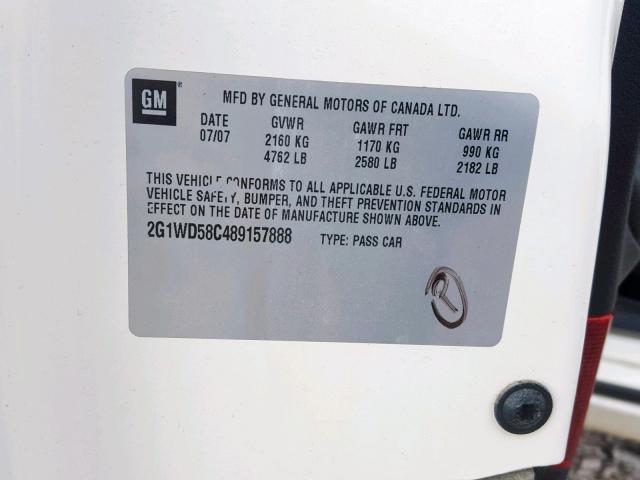 GM®
MFD BY GENERAL MOTORS OF CANADA LTD.
DATE GVWR GAWR FRT GAWR RR
07/07 2160 KG 1170 KG 990 KG
4762 LB 2580 LB 2182 LB
THIS VEHICLE CONFORMS TO ALL APPLICABLE U.S. FEDERAL MOTOR
VEHICLE SAFETY, BUMPER, AND THEFT PREVENTION STANDARDS IN
EFFECT ON THE DATE OF MANUFACTURE SHOWN ABOVE.
2G1WD58C489157888 TYPE: PASS CAR
R